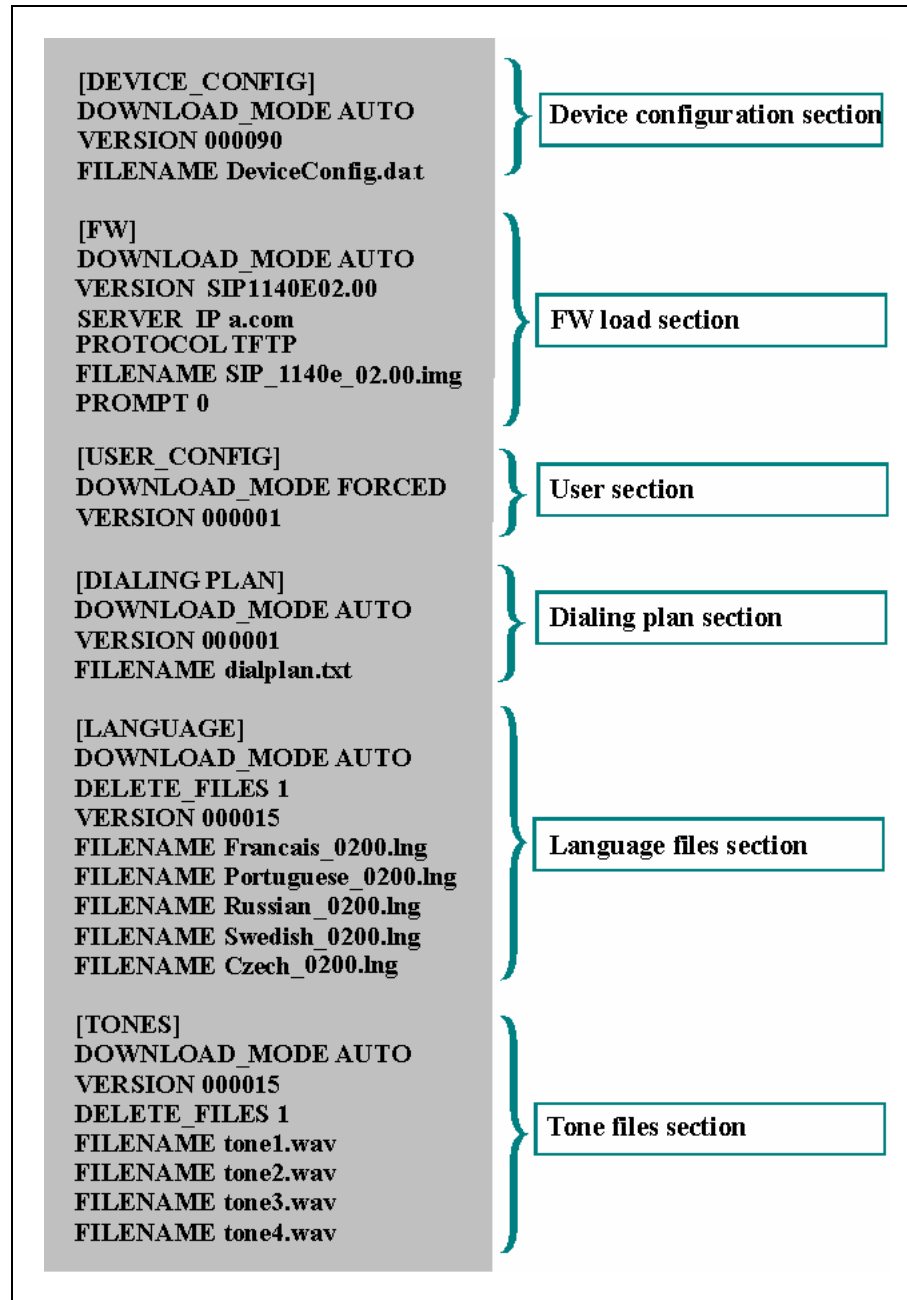 [DEVICE_CONFIG]
DOWNLOAD_MODE AUTO
VERSION 000090
FILENAME DeviceConfig.dat
Device configuration section
[FW]
DOWNLOAD_MODE AUTO
VERSION SIP1140E02.00
SERVER_IP a.com
PROTOCOL TFTP
FILENAME SIP_1140e_02.00.img
PROMPT 0
FW load section
[USER_CONFIG]
DOWNLOAD_MODE FORCED
VERSION 000001
User section
[DIALING PLAN]
DOWNLOAD_MODE AUTO
VERSION 000001
FILENAME dialplan.txt
Dialing plan section
[LANGUAGE]
DOWNLOAD_MODE AUTO
DELETE_FILES 1
VERSION 000015
FILENAME Francais_0200.lng
FILENAME Portuguese_0200.lng
FILENAME Russian_0200.lng
FILENAME Swedish_0200.lng
FILENAME Czech_0200.lng
Language files section
[TONES]
DOWNLOAD_MODE AUTO
VERSION 000015
DELETE_FILES 1
FILENAME tone1.wav
FILENAME tone2.wav
FILENAME tone3.wav
FILENAME tone4.wav
Tone files section